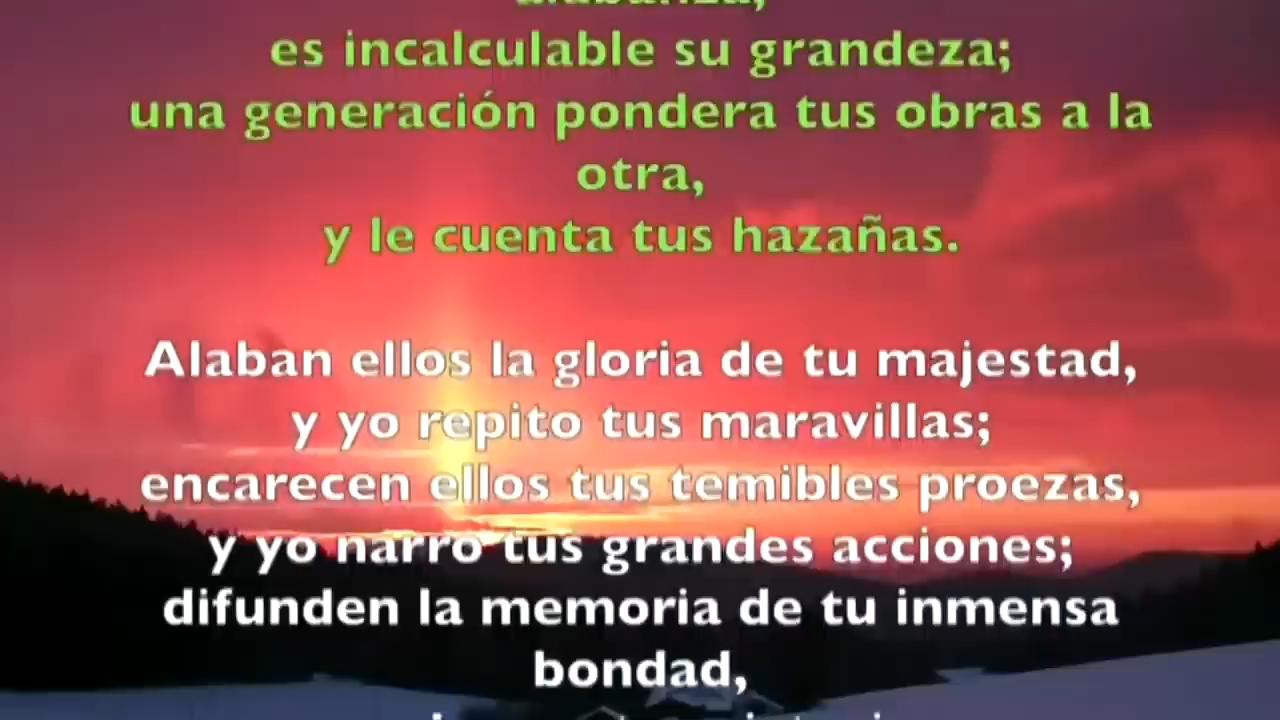 es incalculable su grandeza;
una generación pondera tus obras a la
otra,
y le cuenta tus hazañas.
Alaban ellos la gloria de tu majestad,
y yo repito tus maravillas;
encarecen ellos tus temibles proezas,
y yo narro tus grandes acciones;
difunden la memoria de tu inmensa
bondad,